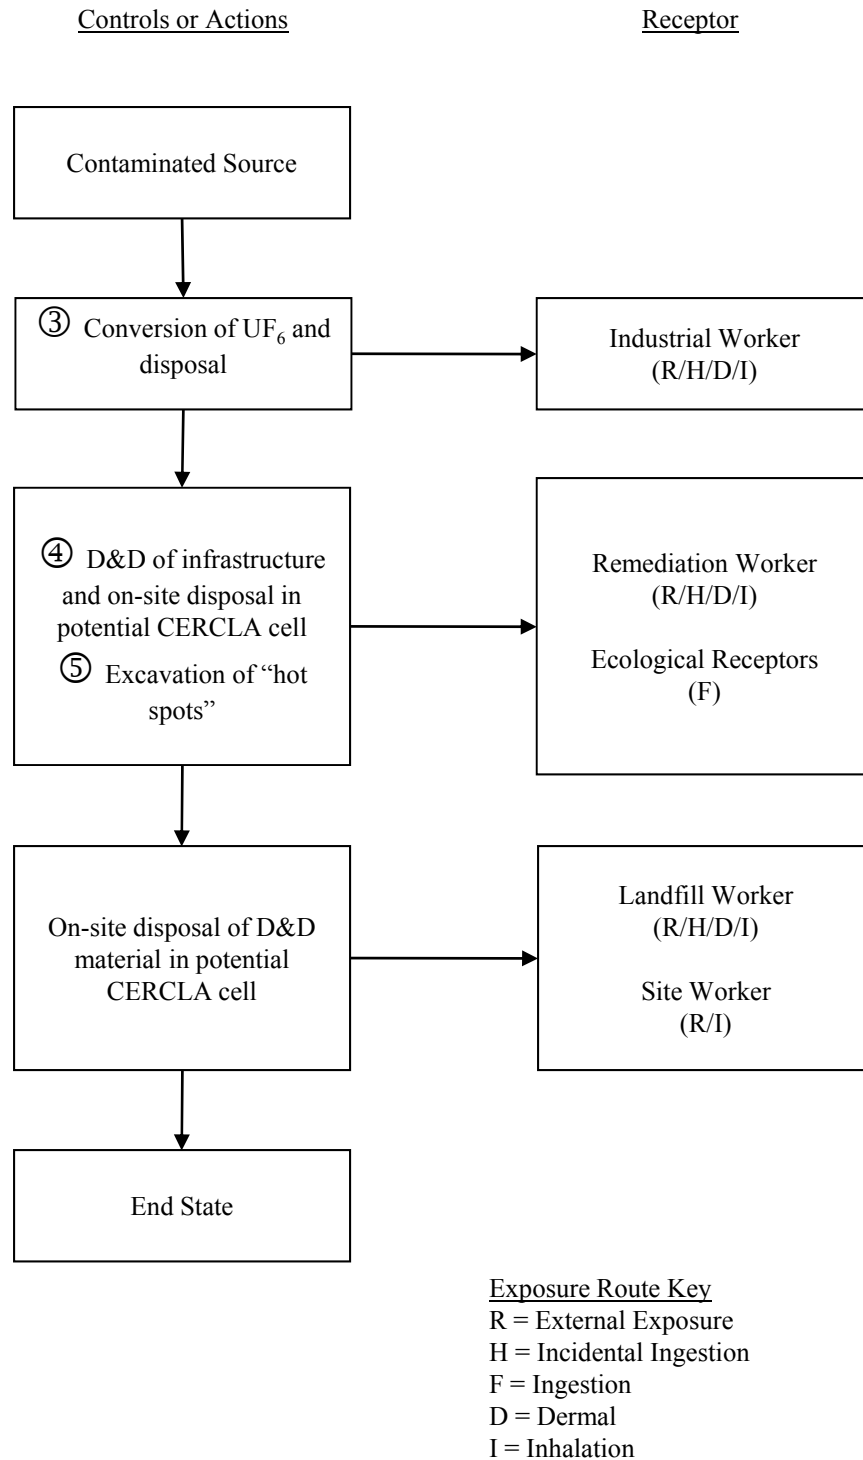 Controls or Actions
Receptor
Contaminated Source
③ Conversion of UF₆ and
disposal
Industrial Worker
(R/H/D/I)
④ D&D of infrastructure
and on-site disposal in
potential CERCLA cell
⑤ Excavation of “hot
spots”
Remediation Worker
(R/H/D/I)
Ecological Receptors
(F)
On-site disposal of D&D
material in potential
CERCLA cell
Landfill Worker
(R/H/D/I)
Site Worker
(R/I)
End State
Exposure Route Key
R = External Exposure
H = Incidental Ingestion
F = Ingestion
D = Dermal
I = Inhalation